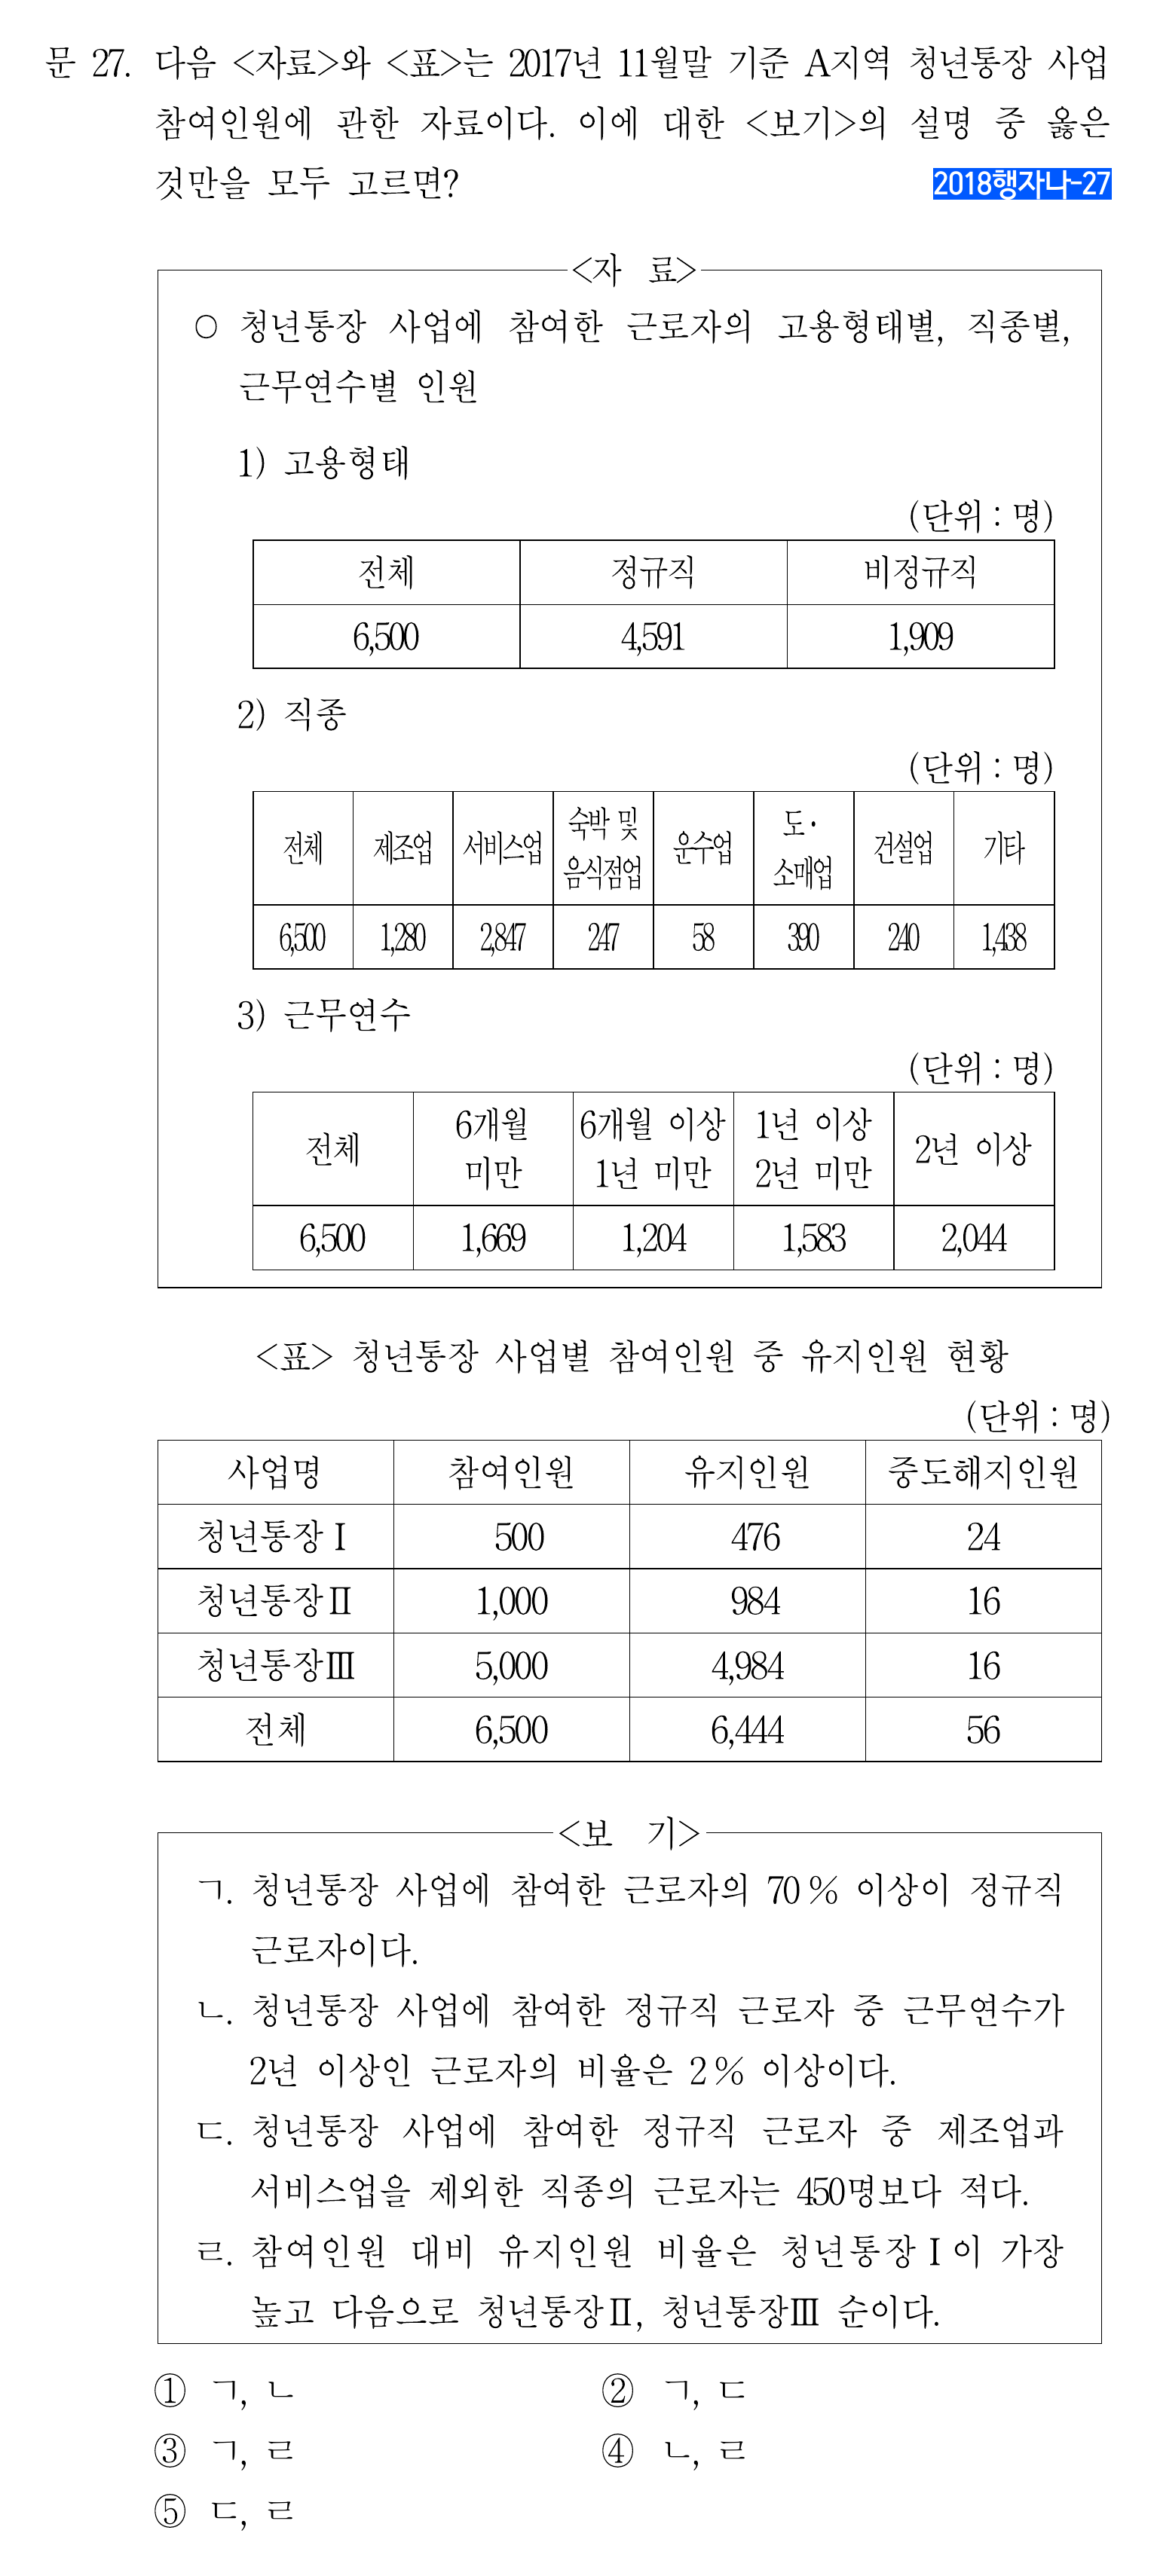 문 27. 다음 <자료>와 <표>는 2017년 11월말 기준 A지역 청년통장 사업
참여인원에 관한 자료이다. 이에 대한 <보기>의 설명 중 옳은
것만을 모두 고르면?
2018행자나-27
<자 료>
○ 청년통장 사업에 참여한 근로자의 고용형태별, 직종별,
근무연수별 인원
1) 고용형태
(단위 : 명)
전체 정규직 비정규직
6,500 4,591 1,909
2) 직종
(단위 : 명)
전체 제조업 서비스업 숙박 및 음식점업 운수업 도· 소매업 건설업 기타
6,500 1,280 2,847 247 58 390 240 1,438
3) 근무연수
(단위 : 명)
전체 6개월 미만 6개월 이상 1년 미만 1년 이상 2년 미만 2년 이상
6,500 1,669 1,204 1,583 2,044
<표> 청년통장 사업별 참여인원 중 유지인원 현황
(단위 : 명)
사업명 참여인원 유지인원 중도해지인원
청년통장Ⅰ 500 476 24
청년통장Ⅱ 1,000 984 16
청년통장Ⅲ 5,000 4,984 16
전체 6,500 6,444 56
<보 기>
ㄱ. 청년통장 사업에 참여한 근로자의 70 % 이상이 정규직
근로자이다.
ㄴ. 청년통장 사업에 참여한 정규직 근로자 중 근무연수가
2년 이상인 근로자의 비율은 2 % 이상이다.
ㄷ. 청년통장 사업에 참여한 정규직 근로자 중 제조업과
서비스업을 제외한 직종의 근로자는 450명보다 적다.
ㄹ. 참여인원 대비 유지인원 비율은 청년통장Ⅰ이 가장
높고 다음으로 청년통장Ⅱ, 청년통장Ⅲ 순이다.
① ㄱ, ㄴ ② ㄱ, ㄷ
③ ㄱ, ㄹ ④ ㄴ, ㄹ
⑤ ㄷ, ㄹ